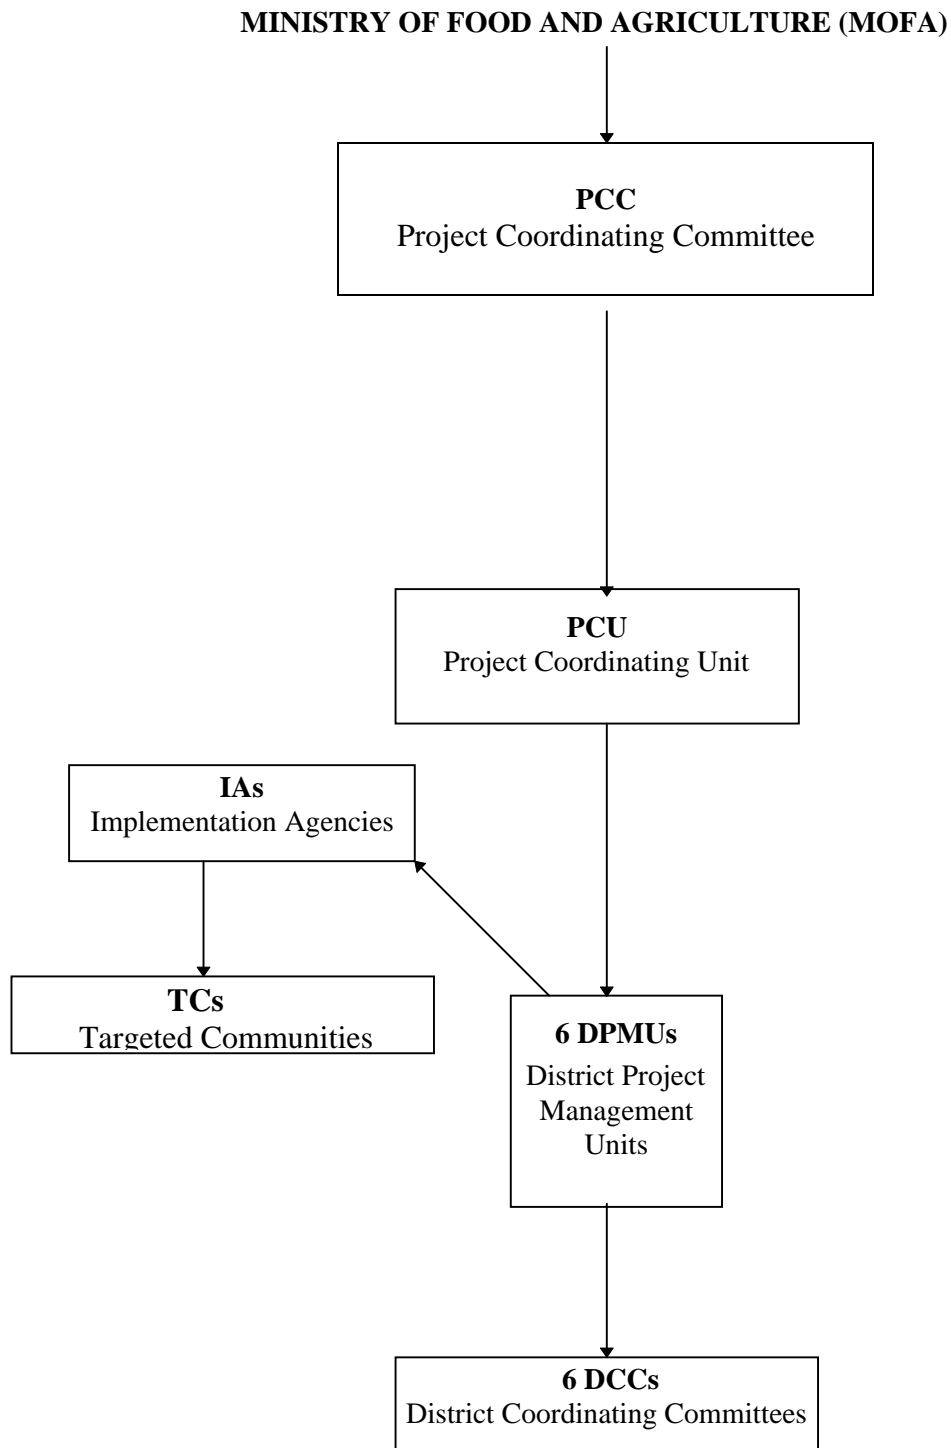 MINISTRY OF FOOD AND AGRICULTURE (MOFA)
PCC
Project Coordinating Committee
PCU
Project Coordinating Unit
IAs
Implementation Agencies
TCs
Targeted Communities
6 DPMUs
District Project
Management
Units
6 DCCs
District Coordinating Committees